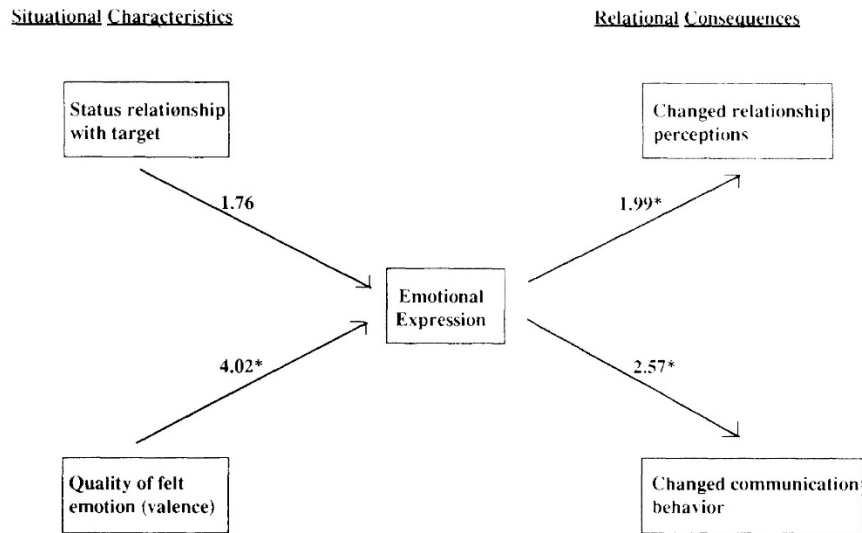 Situational Characteristics
Relational Consequences
Status relationship
with target
Changed relationship
perceptions
1.76
1.99*
Emotional
Expression
4.02*
2.57*
Quality of felt
emotion (valence)
Changed communication
behavior